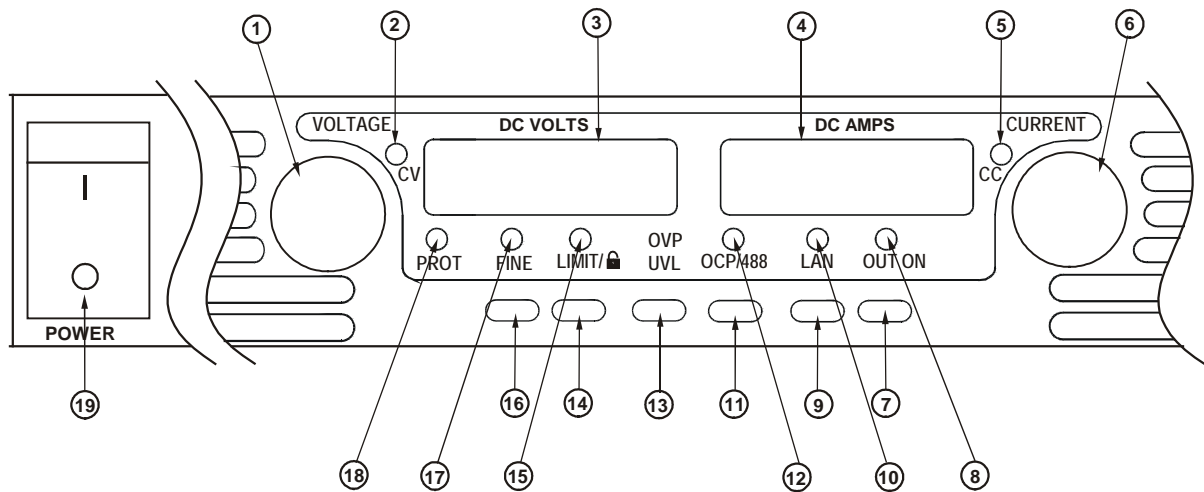 1 2 3 4 5 6
VOLTAGE DC VOLTS DC AMPS CURRENT
CV CC
I
PROT FINE LIMIT/ OVP UVL OCP/488 LAN OUT ON
POWER
19 16 14 13 11 9 7
18 17 15 12 10 8